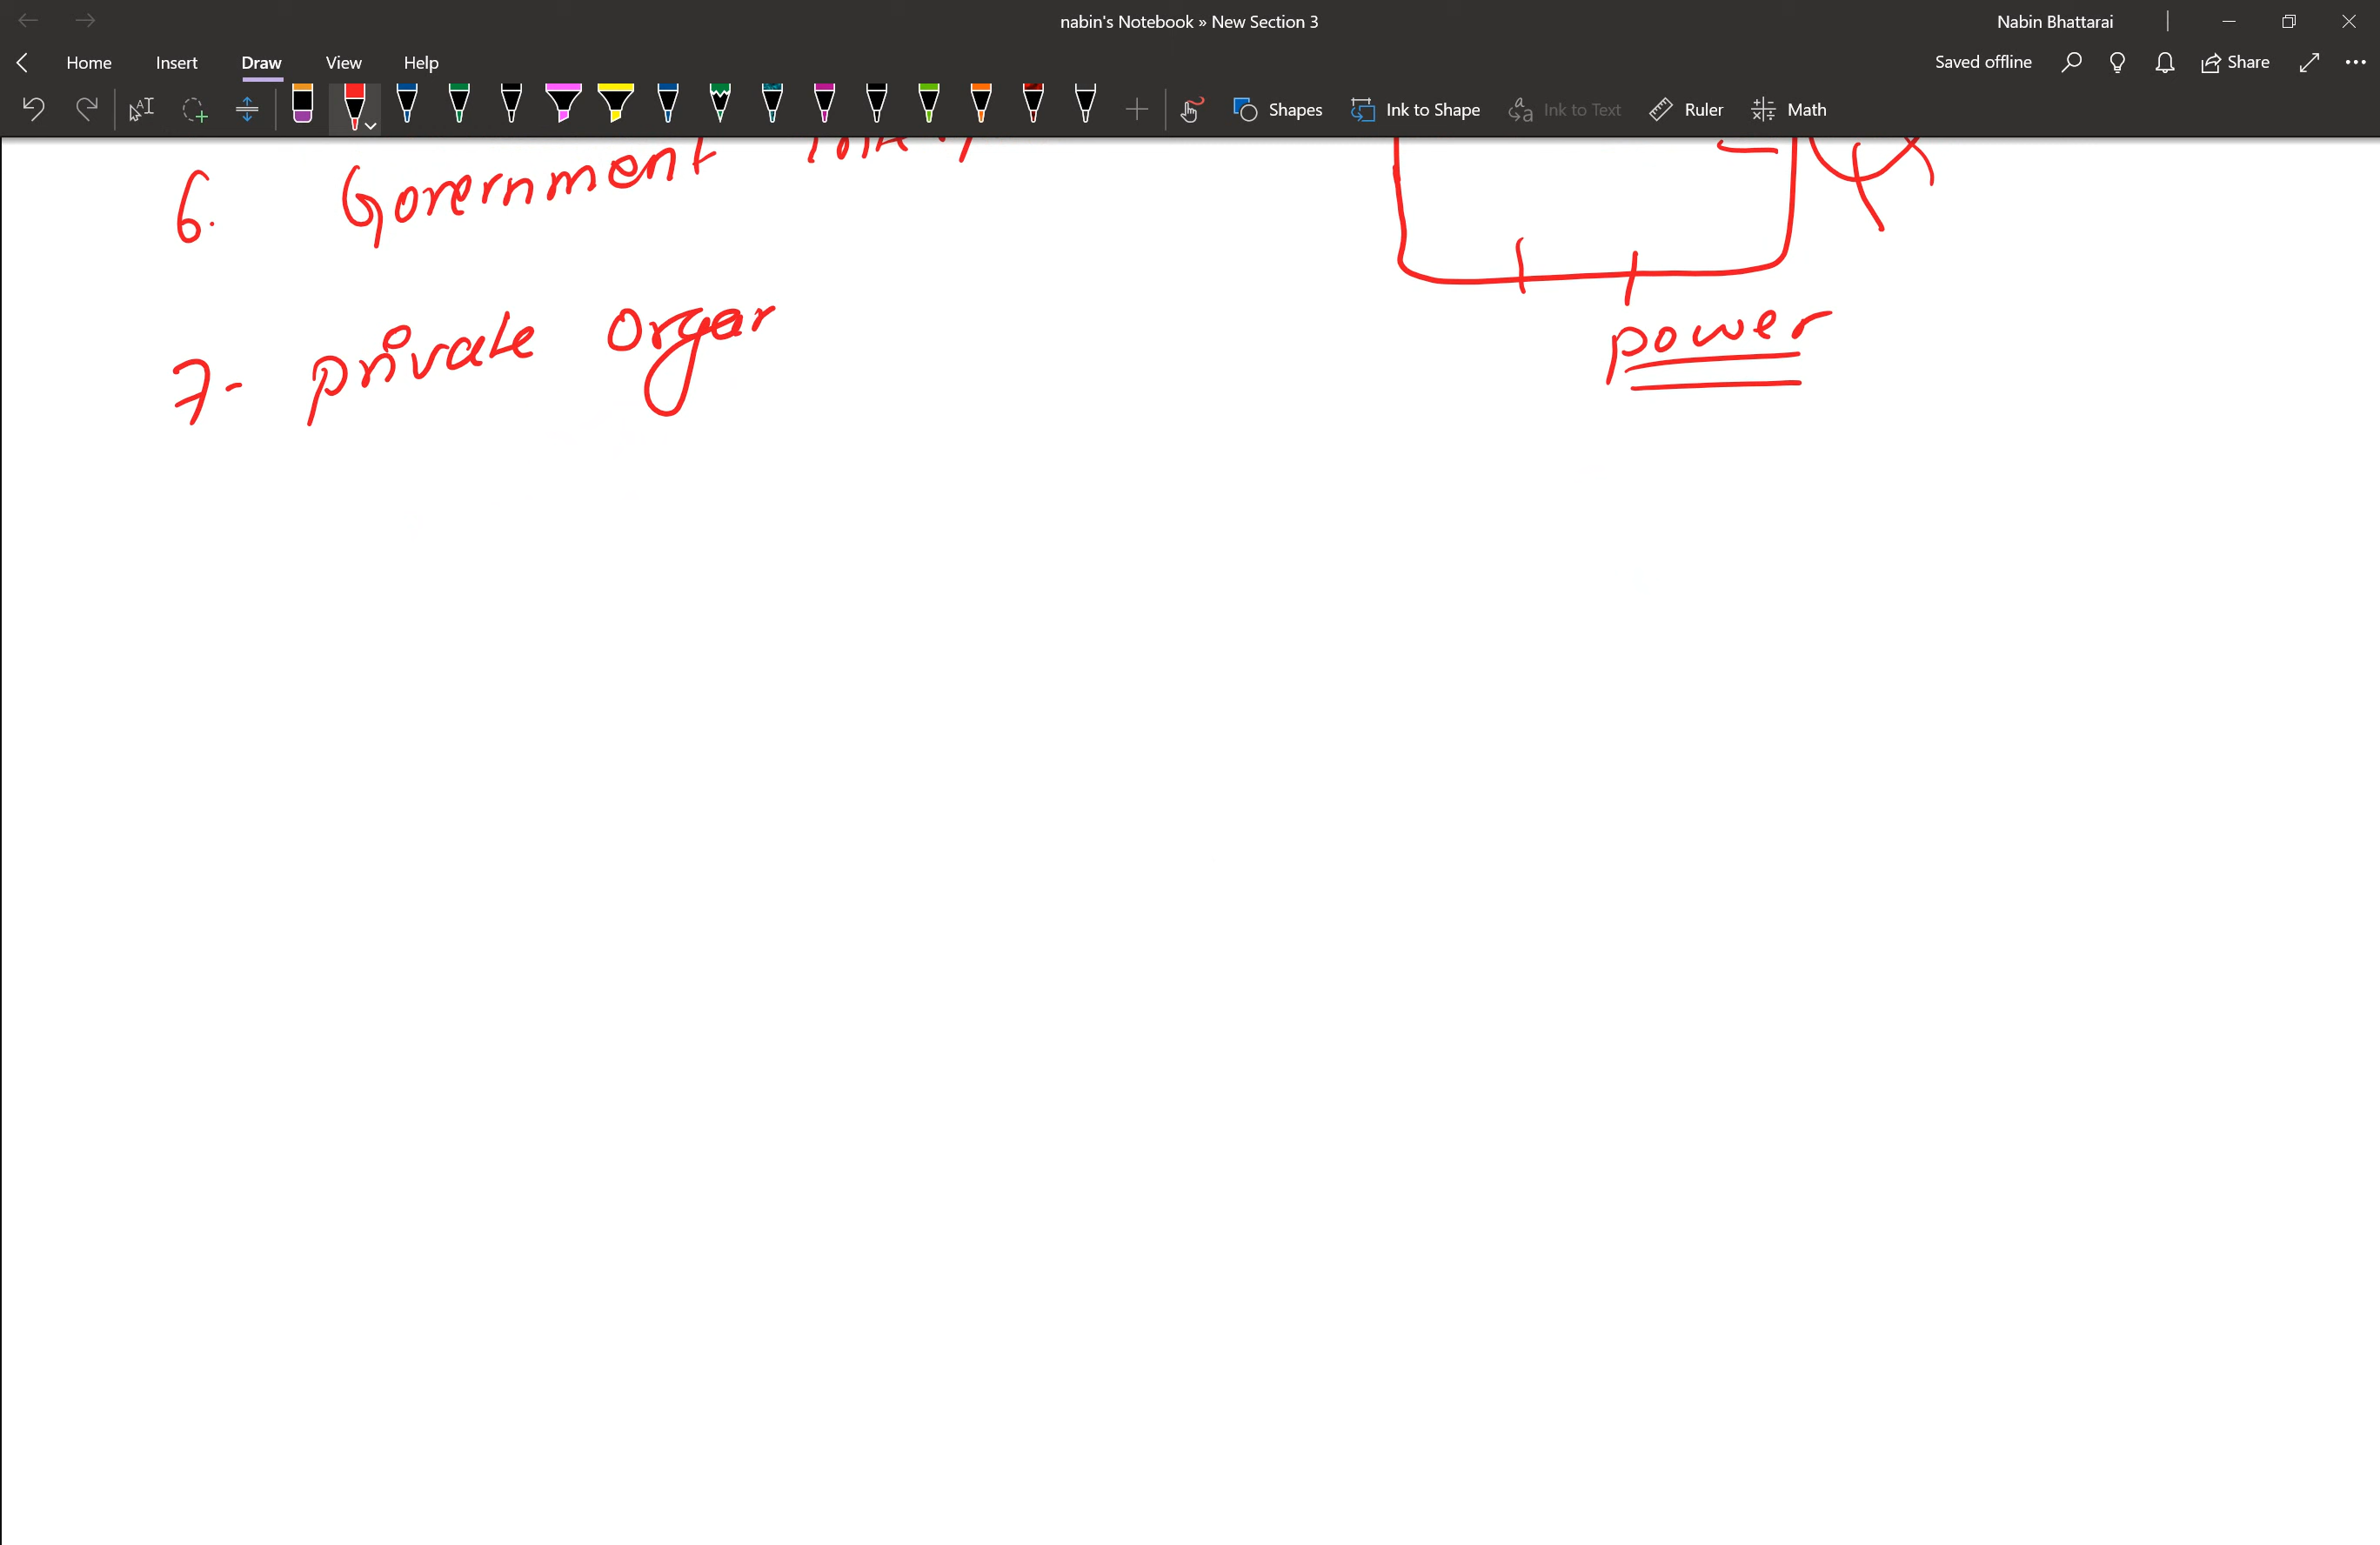 nabin's Notebook » New Section 3
Nabin Bhattarai
Home Insert Draw View Help
Saved offline
Share
Shapes
Ink to Shape
Ink to Text
Ruler
Math
6. Government
7- private Orgar
power